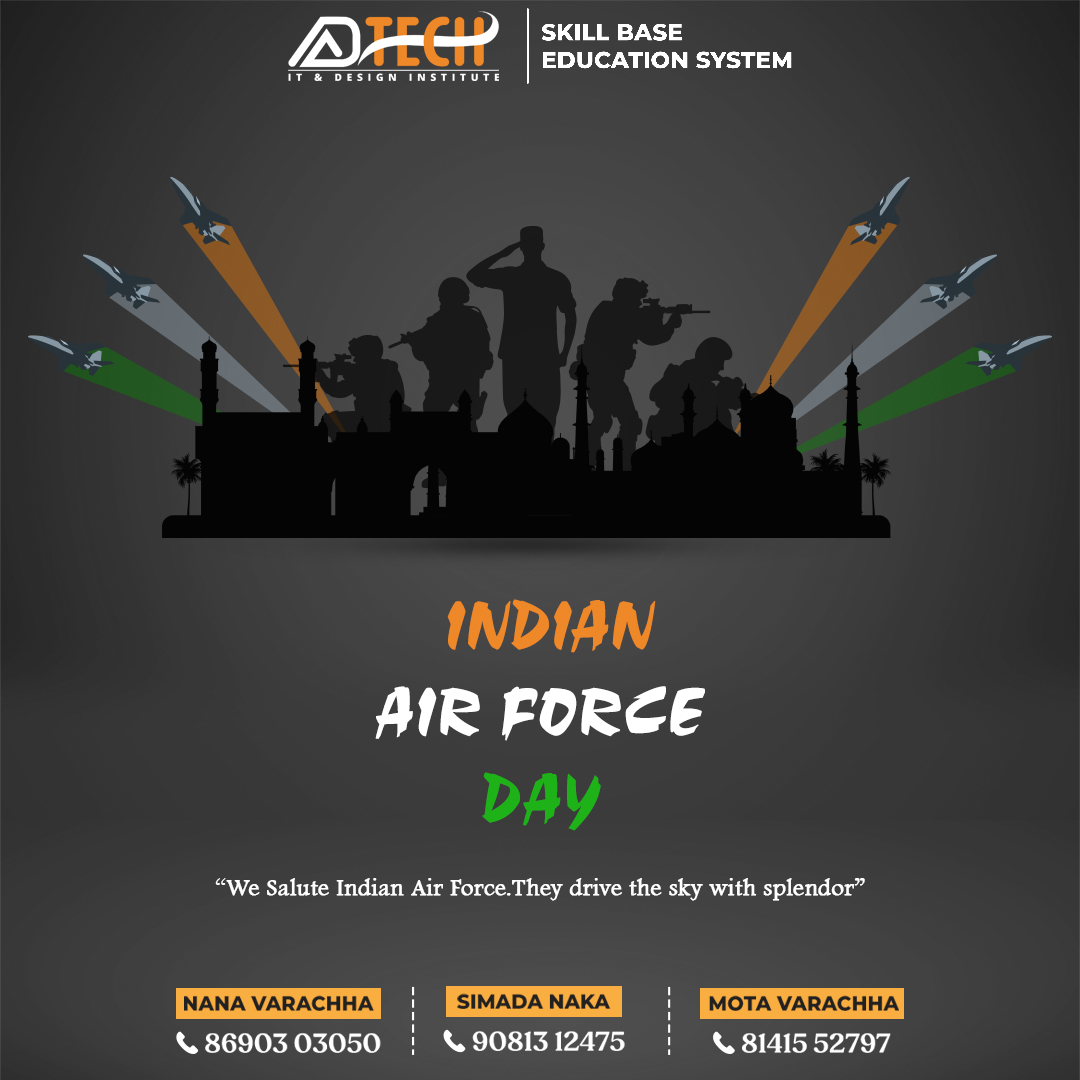 ADTECH
IT & DESIGN INSTITUTE
SKILL BASE
EDUCATION SYSTEM
INDIAN
AIR FORCE
DAY
“We Salute Indian Air Force.They drive the sky with splendor”
NANA VARACHHA
86903 03050
SIMADA NAKA
90813 12475
MOTA VARACHHA
81415 52797